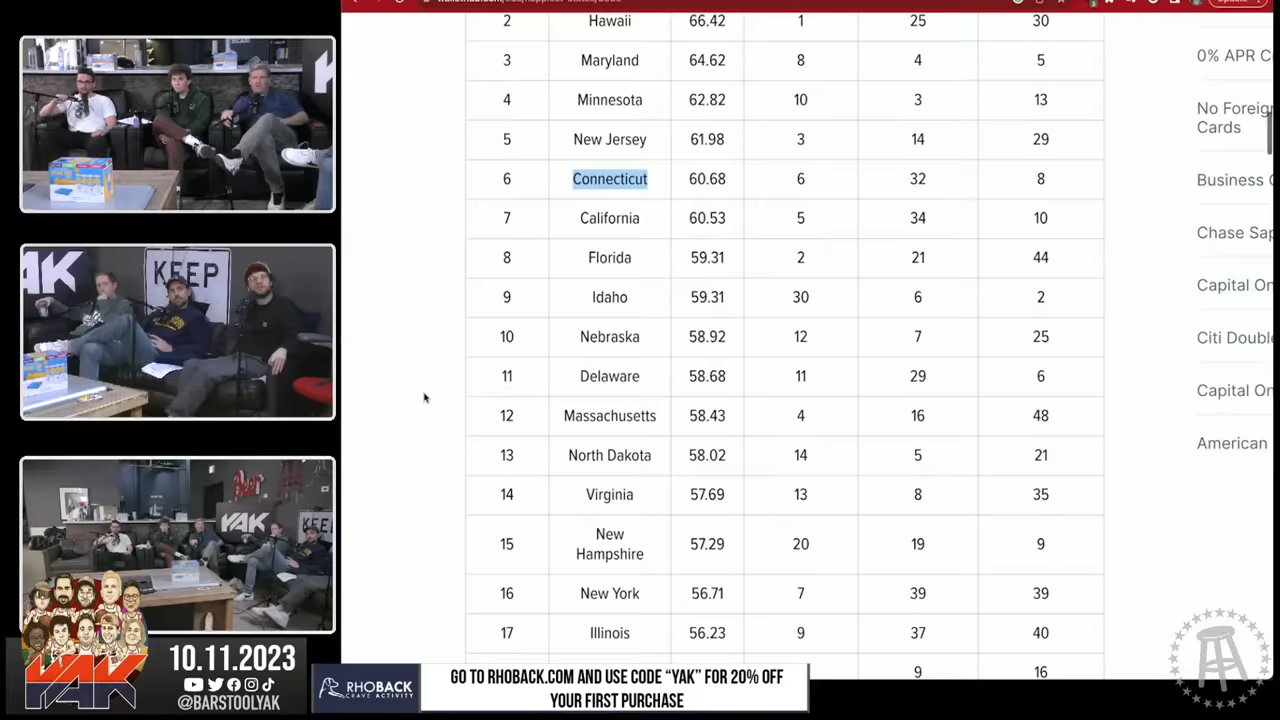 2 Hawaii 66.42 1 25 30
3 Maryland 64.62 8 4 5
4 Minnesota 62.82 10 3 13
5 New Jersey 61.98 3 14 29
6 Connecticut 60.68 6 32 8
7 California 60.53 5 34 10
8 Florida 59.31 2 21 44
9 Idaho 59.31 30 6 2
10 Nebraska 58.92 12 7 25
11 Delaware 58.68 11 29 6
12 Massachusetts 58.43 4 16 48
13 North Dakota 58.02 14 5 21
14 Virginia 57.69 13 8 35
15 New Hampshire 57.29 20 19 9
16 New York 56.71 7 39 39
17 Illinois 56.23 9 37 40
9 16
0% APR C
No Foreig
Cards
Business
Chase Sap
Capital On
Citi Doubl
Capital On
American
YAK
KEEP
Beer
YAK
KEEP
YAK
10.11.2023
@BARSTOOLYAK
RHOBACK
CRAVE ACTIVITY
GO TO RHOBACK.COM AND USE CODE “YAK” FOR 20% OFF
YOUR FIRST PURCHASE